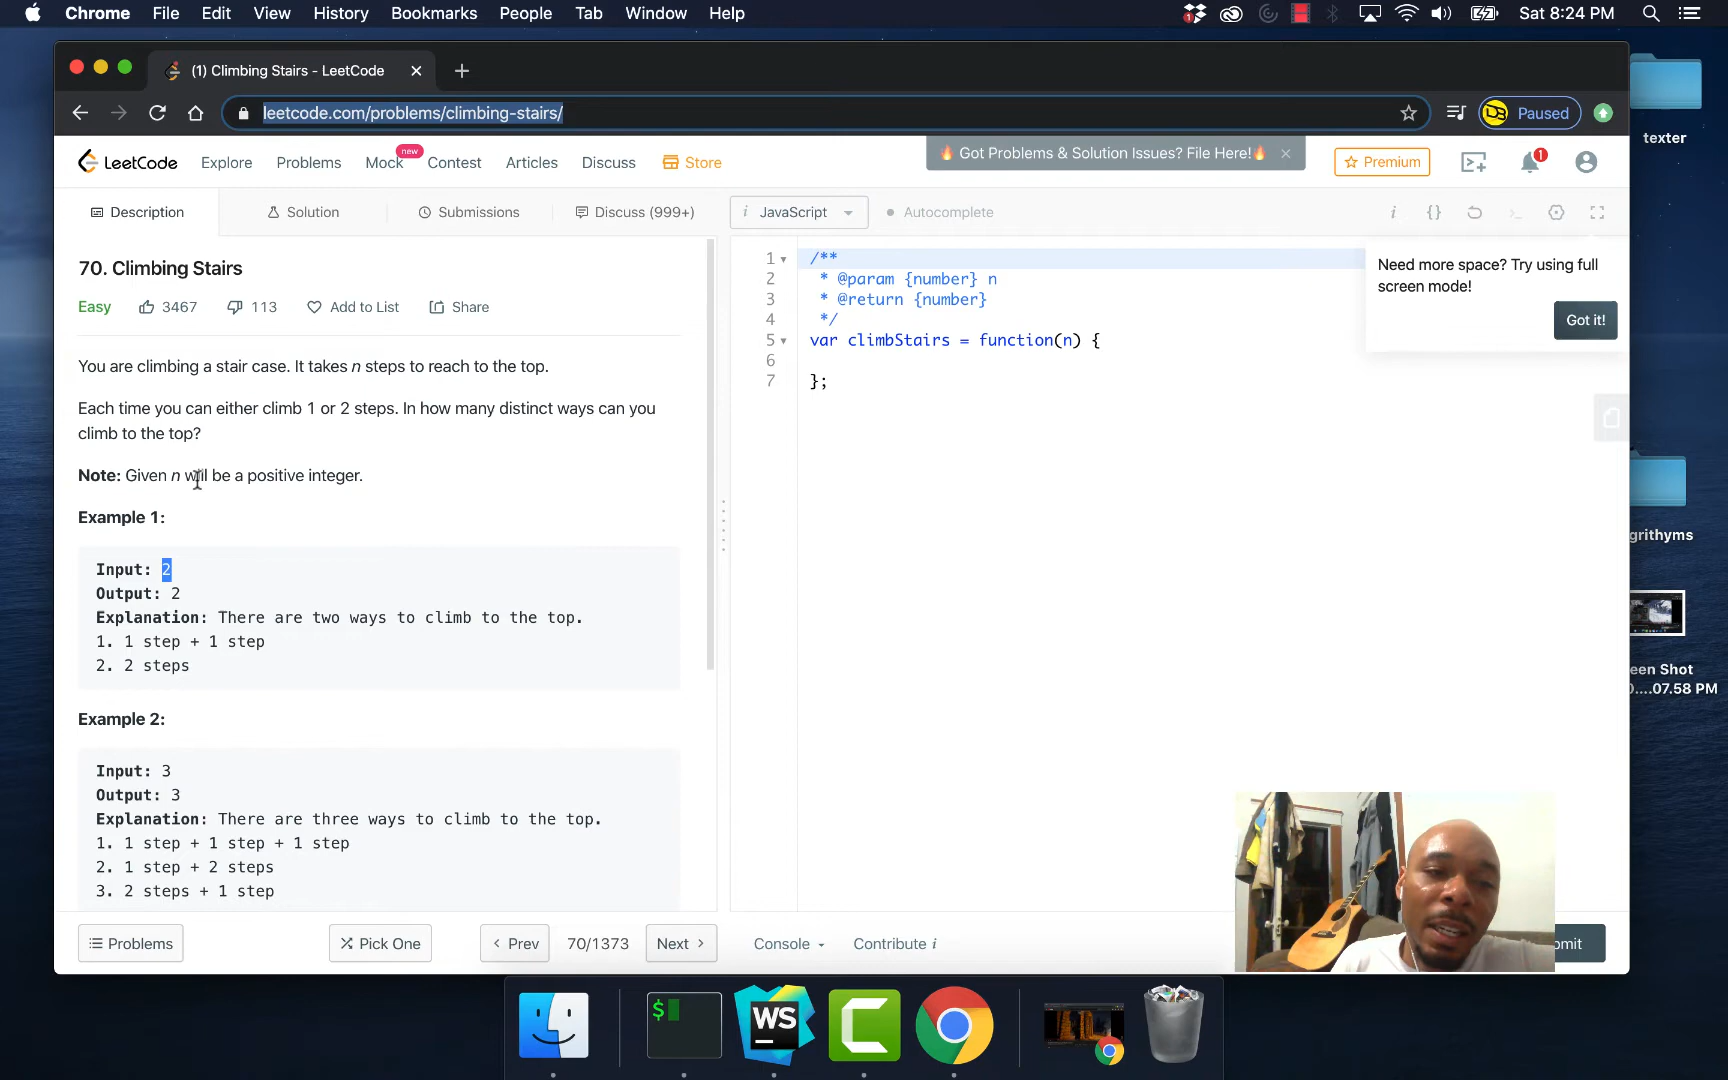 Chrome File Edit View History Bookmarks People Tab Window Help
1
Sat 8:24 PM
(1) Climbing Stairs - LeetCode
leetcode.com/problems/climbing-stairs/
Paused
texter
LeetCode Explore Problems Mock new Contest Articles Discuss Store
🔥 Got Problems & Solution Issues? File Here!🔥
Premium
1
Description Solution Submissions Discuss (999+)
i JavaScript Autocomplete
i {}
70. Climbing Stairs
Easy 3467 113 Add to List Share
You are climbing a stair case. It takes n steps to reach to the top.
Each time you can either climb 1 or 2 steps. In how many distinct ways can you
climb to the top?
Note: Given n will be a positive integer.
Example 1:
Input: 2
Output: 2
Explanation: There are two ways to climb to the top.
1. 1 step + 1 step
2. 2 steps
Example 2:
Input: 3
Output: 3
Explanation: There are three ways to climb to the top.
1. 1 step + 1 step + 1 step
2. 1 step + 2 steps
3. 2 steps + 1 step
1 /**
2 * @param {number} n
3 * @return {number}
4 */
5 var climbStairs = function(n) {
6
7 };
Need more space? Try using full
screen mode!
Got it!
grithyms
een Shot
0....07.58 PM
Problems
Pick One
Prev
70/1373
Next
Console
Contribute i
mit
$
WS
C